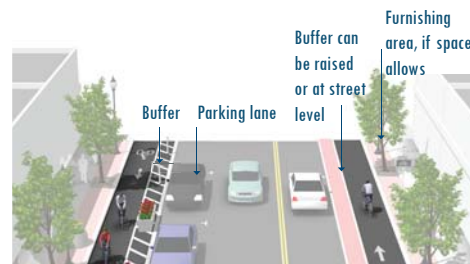 Buffer
Parking lane
Buffer can
be raised
or at street
level
Furnishing
area, if space
allows